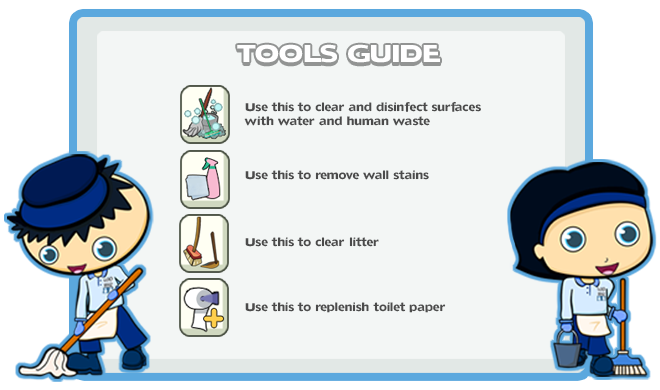 TOOLS GUIDE
Use this to clear and disinfect surfaces
with water and human waste
Use this to remove wall stains
Use this to clear litter
Use this to replenish toilet paper